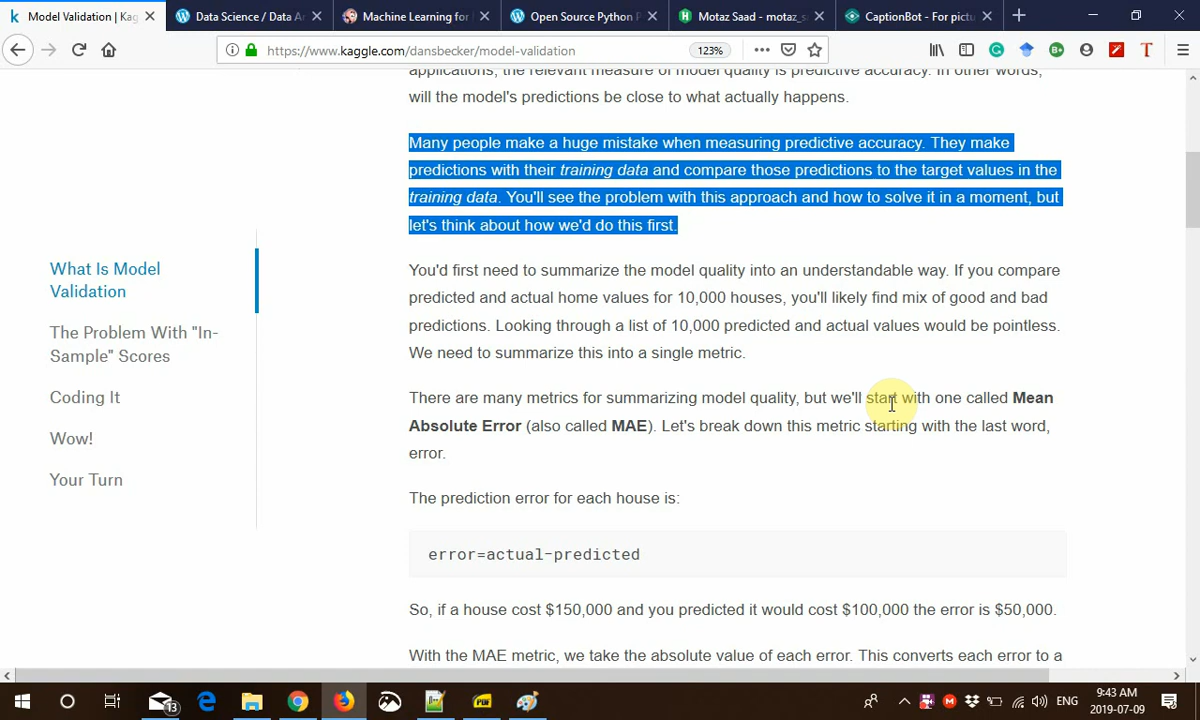 Model Validation | Kag
Data Science / Data A
Machine Learning for
Open Source Python P
Motaz Saad - motaz_s
CaptionBot - For pictu
https://www.kaggle.com/dansbecker/model-validation
123%
applications, the relevant measure of model quality is predictive accuracy. In other words,
will the model's predictions be close to what actually happens.
Many people make a huge mistake when measuring predictive accuracy. They make
predictions with their training data and compare those predictions to the target values in the
training data. You'll see the problem with this approach and how to solve it in a moment, but
let's think about how we'd do this first.
What Is Model
Validation
The Problem With "In-
Sample" Scores
Coding It
Wow!
Your Turn
You'd first need to summarize the model quality into an understandable way. If you compare
predicted and actual home values for 10,000 houses, you'll likely find mix of good and bad
predictions. Looking through a list of 10,000 predicted and actual values would be pointless.
We need to summarize this into a single metric.
There are many metrics for summarizing model quality, but we'll start with one called Mean
Absolute Error (also called MAE). Let's break down this metric starting with the last word,
error.
The prediction error for each house is:
error=actual-predicted
So, if a house cost $150,000 and you predicted it would cost $100,000 the error is $50,000.
With the MAE metric, we take the absolute value of each error. This converts each error to a
13
ENG
9:43 AM
2019-07-09